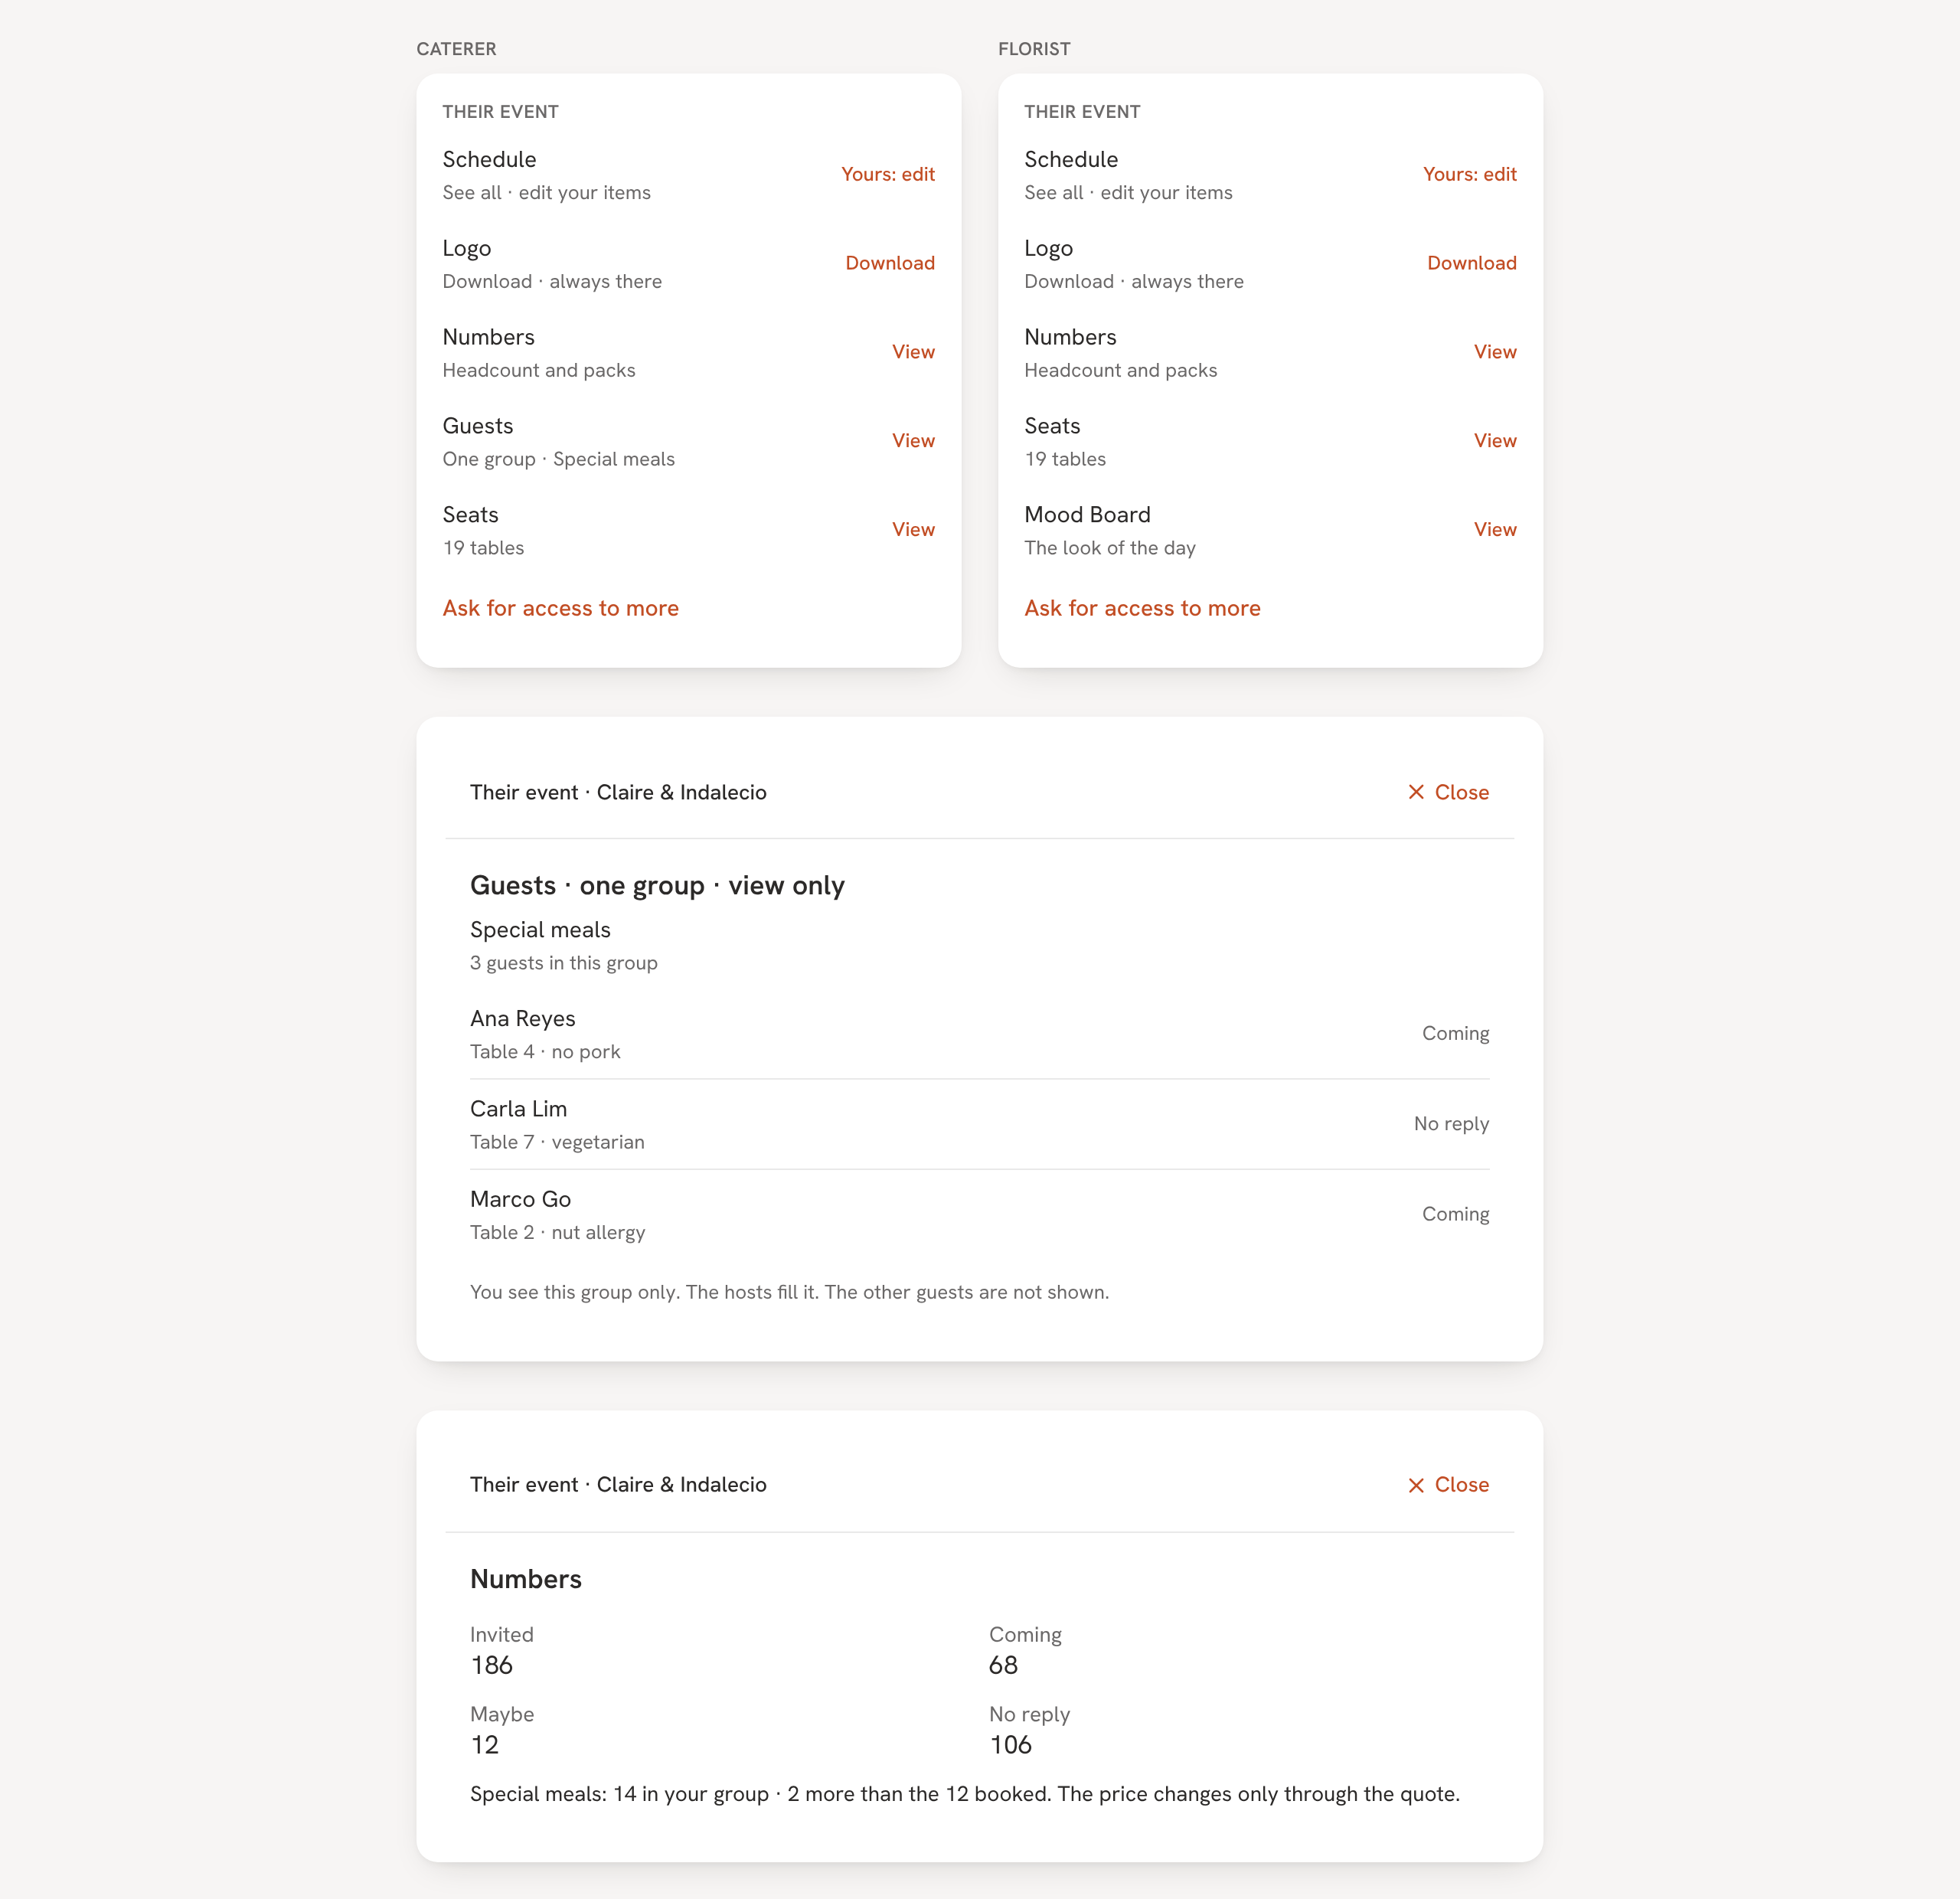 CATERER
THEIR EVENT
Schedule
See all · edit your items
Yours: edit
Logo
Download · always there
Download
Numbers
Headcount and packs
View
Guests
One group · Special meals
View
Seats
19 tables
View
Ask for access to more
FLORIST
THEIR EVENT
Schedule
See all · edit your items
Yours: edit
Logo
Download · always there
Download
Numbers
Headcount and packs
View
Seats
19 tables
View
Mood Board
The look of the day
View
Ask for access to more
Their event · Claire & Indalecio
× Close
Guests · one group · view only
Special meals
3 guests in this group
Ana Reyes
Table 4 · no pork
Coming
Carla Lim
Table 7 · vegetarian
No reply
Marco Go
Table 2 · nut allergy
Coming
You see this group only. The hosts fill it. The other guests are not shown.
Their event · Claire & Indalecio
× Close
Numbers
Invited
186
Coming
68
Maybe
12
No reply
106
Special meals: 14 in your group · 2 more than the 12 booked. The price changes only through the quote.